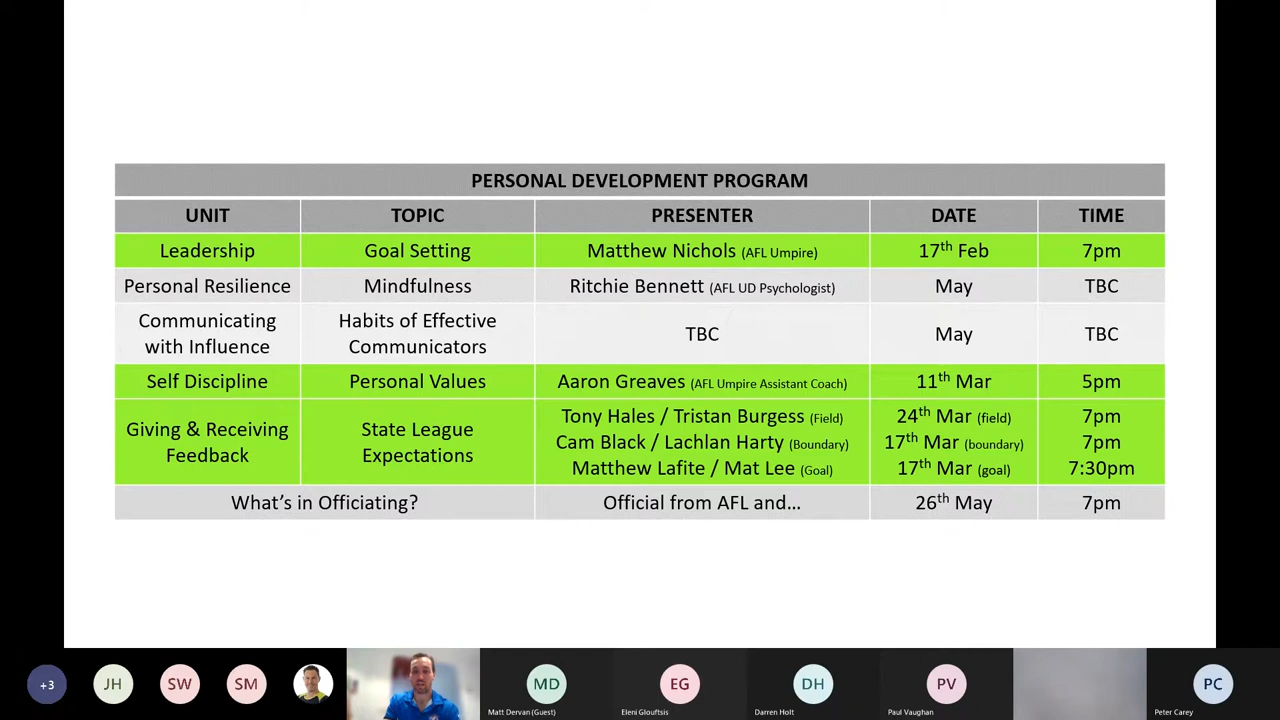 PERSONAL DEVELOPMENT PROGRAM
UNIT TOPIC PRESENTER DATE TIME
Leadership Goal Setting Matthew Nichols (AFL Umpire) 17th Feb 7pm
Personal Resilience Mindfulness Ritchie Bennett (AFL UD Psychologist) May TBC
Communicating with Influence Habits of Effective Communicators TBC May TBC
Self Discipline Personal Values Aaron Greaves (AFL Umpire Assistant Coach) 11th Mar 5pm
Giving & Receiving Feedback State League Expectations
Tony Hales / Tristan Burgess (Field) 24th Mar (field) 7pm
Cam Black / Lachlan Harty (Boundary) 17th Mar (boundary) 7pm
Matthew Lafite / Mat Lee (Goal) 17th Mar (goal) 7:30pm
What's in Officiating? Official from AFL and... 26th May 7pm
+3 JH SW SM MD EG DH PV PC
Matt Dervan (Guest) Eleni Glouftsis Darren Holt Paul Vaughan Peter Carey